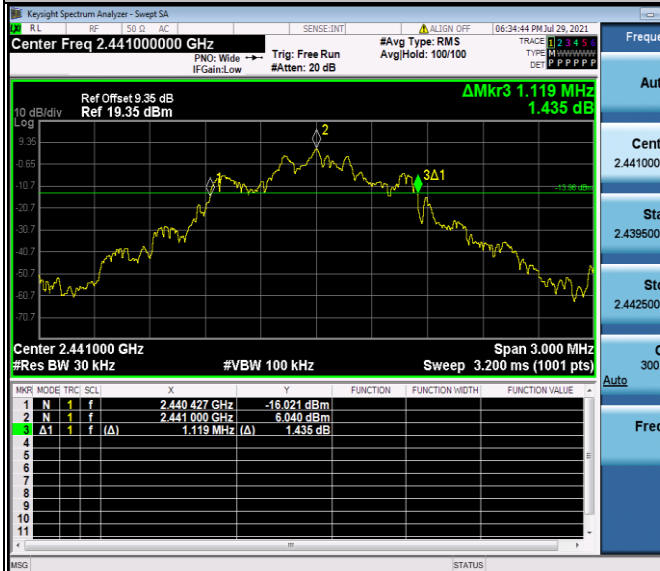 Keysight Spectrum Analyzer - Swept SA
RL RF 50 Ω AC SENSE:INT ALIGN OFF 06:34:44 PM Jul 29, 2021
Center Freq 2.441000000 GHz
PNO: Wide
IFGain:Low
Trig: Free Run
#Atten: 20 dB
#Avg Type: RMS
Avg|Hold: 100/100
TRACE 1 2 3 4 5 6
TYPE M W W W W W
DET P P P P P P
Ref Offset 9.35 dB
10 dB/div Ref 19.35 dBm
ΔMkr3 1.119 MHz
1.435 dB
Log
9.35
-0.65
-10.7
-20.7
-30.7
-40.7
-50.7
-60.7
-70.7
1
2
3Δ1
-13.96 dBm
Center 2.441000 GHz Span 3.000 MHz
#Res BW 30 kHz #VBW 100 kHz Sweep 3.200 ms (1001 pts)
MKR MODE TRC SCL X Y FUNCTION FUNCTION WIDTH FUNCTION VALUE
1 N 1 f 2.440 427 GHz -16.021 dBm
2 N 1 f 2.441 000 GHz 6.040 dBm
3 Δ1 1 f (Δ) 1.119 MHz (Δ) 1.435 dB
4
5
6
7
8
9
10
11
MSG STATUS
Freque
Aut
Cent
2.441000
Sta
2.439500
Sto
2.442500
300
Auto
Freq